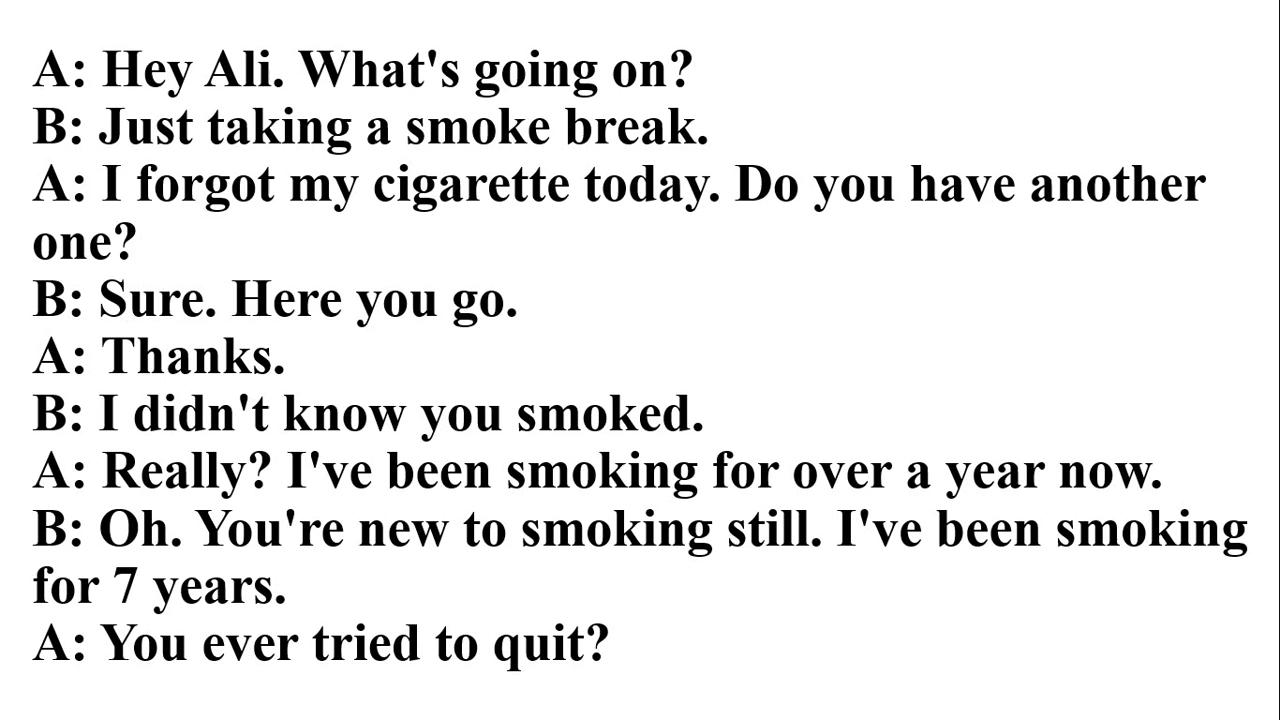 A: Hey Ali. What's going on?
B: Just taking a smoke break.
A: I forgot my cigarette today. Do you have another
one?
B: Sure. Here you go.
A: Thanks.
B: I didn't know you smoked.
A: Really? I've been smoking for over a year now.
B: Oh. You're new to smoking still. I've been smoking
for 7 years.
A: You ever tried to quit?